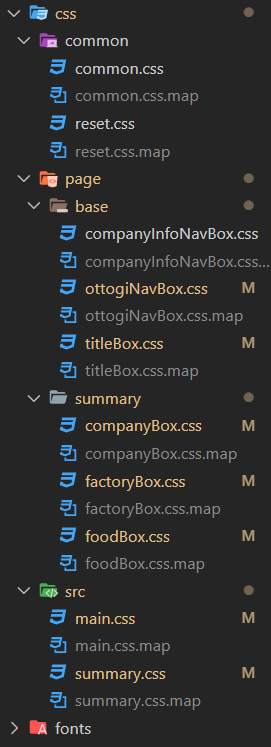 css
common
common.css
common.css.map
reset.css
reset.css.map
page
base
companyInfoNavBox.css
companyInfoNavBox.css...
ottogiNavBox.css M
ottogiNavBox.css.map
titleBox.css M
titleBox.css.map
summary
companyBox.css M
companyBox.css.map
factoryBox.css M
factoryBox.css.map
foodBox.css M
foodBox.css.map
src
main.css M
main.css.map
summary.css M
summary.css.map
fonts